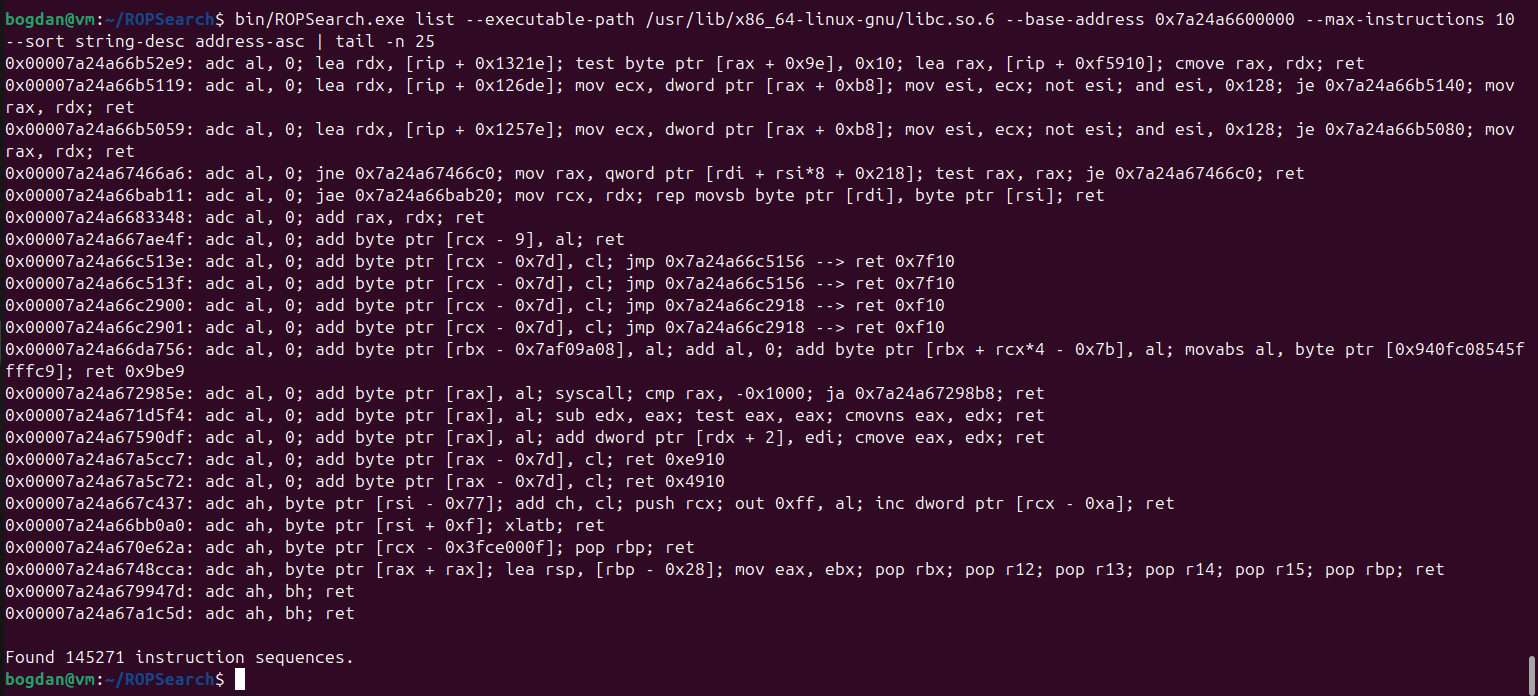 bogdan@vm:~/ROPSearch$ bin/ROPSearch.exe list --executable-path /usr/lib/x86_64-linux-gnu/libc.so.6 --base-address 0x7a24a6600000 --max-instructions 10
--sort string-desc address-asc | tail -n 25
0x00007a24a66b52e9: adc al, 0; lea rdx, [rip + 0x1321e]; test byte ptr [rax + 0x9e], 0x10; lea rax, [rip + 0xf5910]; cmove rax, rdx; ret
0x00007a24a66b5119: adc al, 0; lea rdx, [rip + 0x126de]; mov ecx, dword ptr [rax + 0xb8]; mov esi, ecx; not esi; and esi, 0x128; je 0x7a24a66b5140; mov
rax, rdx; ret
0x00007a24a66b5059: adc al, 0; lea rdx, [rip + 0x1257e]; mov ecx, dword ptr [rax + 0xb8]; mov esi, ecx; not esi; and esi, 0x128; je 0x7a24a66b5080; mov
rax, rdx; ret
0x00007a24a67466a6: adc al, 0; jne 0x7a24a67466c0; mov rax, qword ptr [rdi + rsi*8 + 0x218]; test rax, rax; je 0x7a24a67466c0; ret
0x00007a24a66bab11: adc al, 0; jae 0x7a24a66bab20; mov rcx, rdx; rep movsb byte ptr [rdi], byte ptr [rsi]; ret
0x00007a24a6683348: adc al, 0; add rax, rdx; ret
0x00007a24a667ae4f: adc al, 0; add byte ptr [rcx - 9], al; ret
0x00007a24a66c513e: adc al, 0; add byte ptr [rcx - 0x7d], cl; jmp 0x7a24a66c5156 --> ret 0x7f10
0x00007a24a66c513f: adc al, 0; add byte ptr [rcx - 0x7d], cl; jmp 0x7a24a66c5156 --> ret 0x7f10
0x00007a24a66c2900: adc al, 0; add byte ptr [rcx - 0x7d], cl; jmp 0x7a24a66c2918 --> ret 0xf10
0x00007a24a66c2901: adc al, 0; add byte ptr [rcx - 0x7d], cl; jmp 0x7a24a66c2918 --> ret 0xf10
0x00007a24a66da756: adc al, 0; add byte ptr [rbx - 0x7af09a08], al; add al, 0; add byte ptr [rbx + rcx*4 - 0x7b], al; movabs al, byte ptr [0x940fc08545f
fffc9]; ret 0x9be9
0x00007a24a672985e: adc al, 0; add byte ptr [rax], al; syscall; cmp rax, -0x1000; ja 0x7a24a67298b8; ret
0x00007a24a671d5f4: adc al, 0; add byte ptr [rax], al; sub edx, eax; test eax, eax; cmovns eax, edx; ret
0x00007a24a67590df: adc al, 0; add byte ptr [rax], al; add dword ptr [rdx + 2], edi; cmove eax, edx; ret
0x00007a24a67a5cc7: adc al, 0; add byte ptr [rax - 0x7d], cl; ret 0xe910
0x00007a24a67a5c72: adc al, 0; add byte ptr [rax - 0x7d], cl; ret 0x4910
0x00007a24a667c437: adc ah, byte ptr [rsi - 0x77]; add ch, cl; push rcx; out 0xff, al; inc dword ptr [rcx - 0xa]; ret
0x00007a24a66bb0a0: adc ah, byte ptr [rsi + 0xf]; xlatb; ret
0x00007a24a670e62a: adc ah, byte ptr [rcx - 0x3fce000f]; pop rbp; ret
0x00007a24a6748cca: adc ah, byte ptr [rax + rax]; lea rsp, [rbp - 0x28]; mov eax, ebx; pop rbx; pop r12; pop r13; pop r14; pop r15; pop rbp; ret
0x00007a24a679947d: adc ah, bh; ret
0x00007a24a67a1c5d: adc ah, bh; ret
Found 145271 instruction sequences.
bogdan@vm:~/ROPSearch$